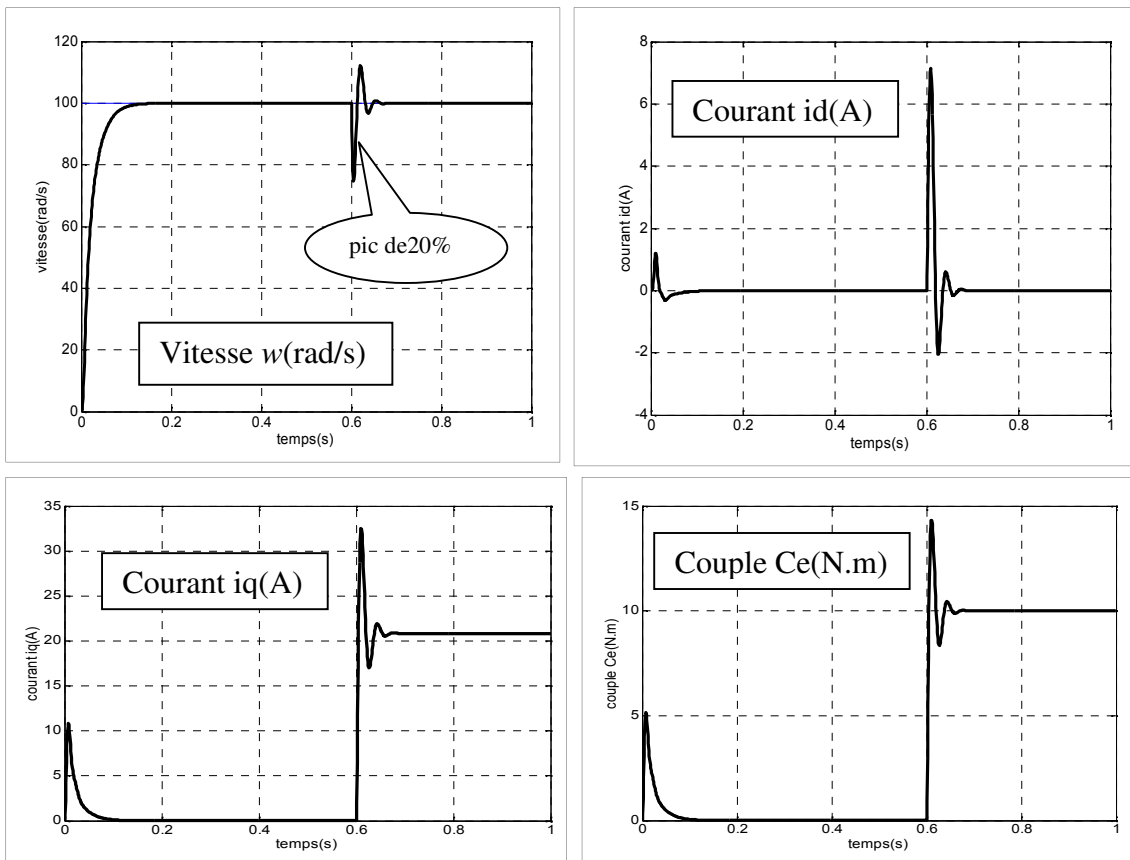 120
100
80
60
40
20
0
vitesse(rad/s)
pic de20%
Vitesse w(rad/s)
0 0.2 0.4 0.6 0.8 1
temps(s)
8
6
4
2
0
-2
-4
courant id(A)
Courant id(A)
0 0.2 0.4 0.6 0.8 1
temps(s)
35
30
25
20
15
10
5
0
courant iq(A)
Courant iq(A)
0 0.2 0.4 0.6 0.8 1
temps(s)
15
10
5
0
couple Ce(N.m)
Couple Ce(N.m)
0 0.2 0.4 0.6 0.8 1
temps(s)